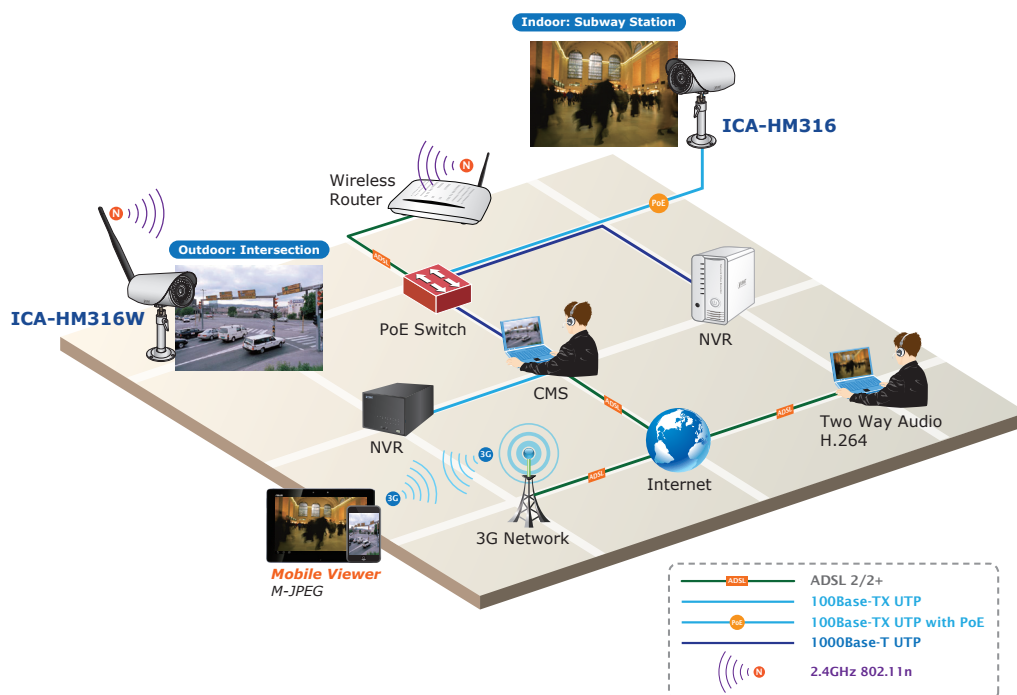 Indoor: Subway Station
ICA-HM316
N
Wireless
Router
PoE
N
Outdoor: Intersection
ADSL
ICA-HM316W
PoE Switch
NVR
CMS
ADSL
ADSL
Two Way Audio
H.264
NVR
3G
Internet
ADSL
3G
3G Network
Mobile Viewer
M-JPEG
ADSL
ADSL 2/2+
100Base-TX UTP
PoE
100Base-TX UTP with PoE
1000Base-T UTP
N
2.4GHz 802.11n